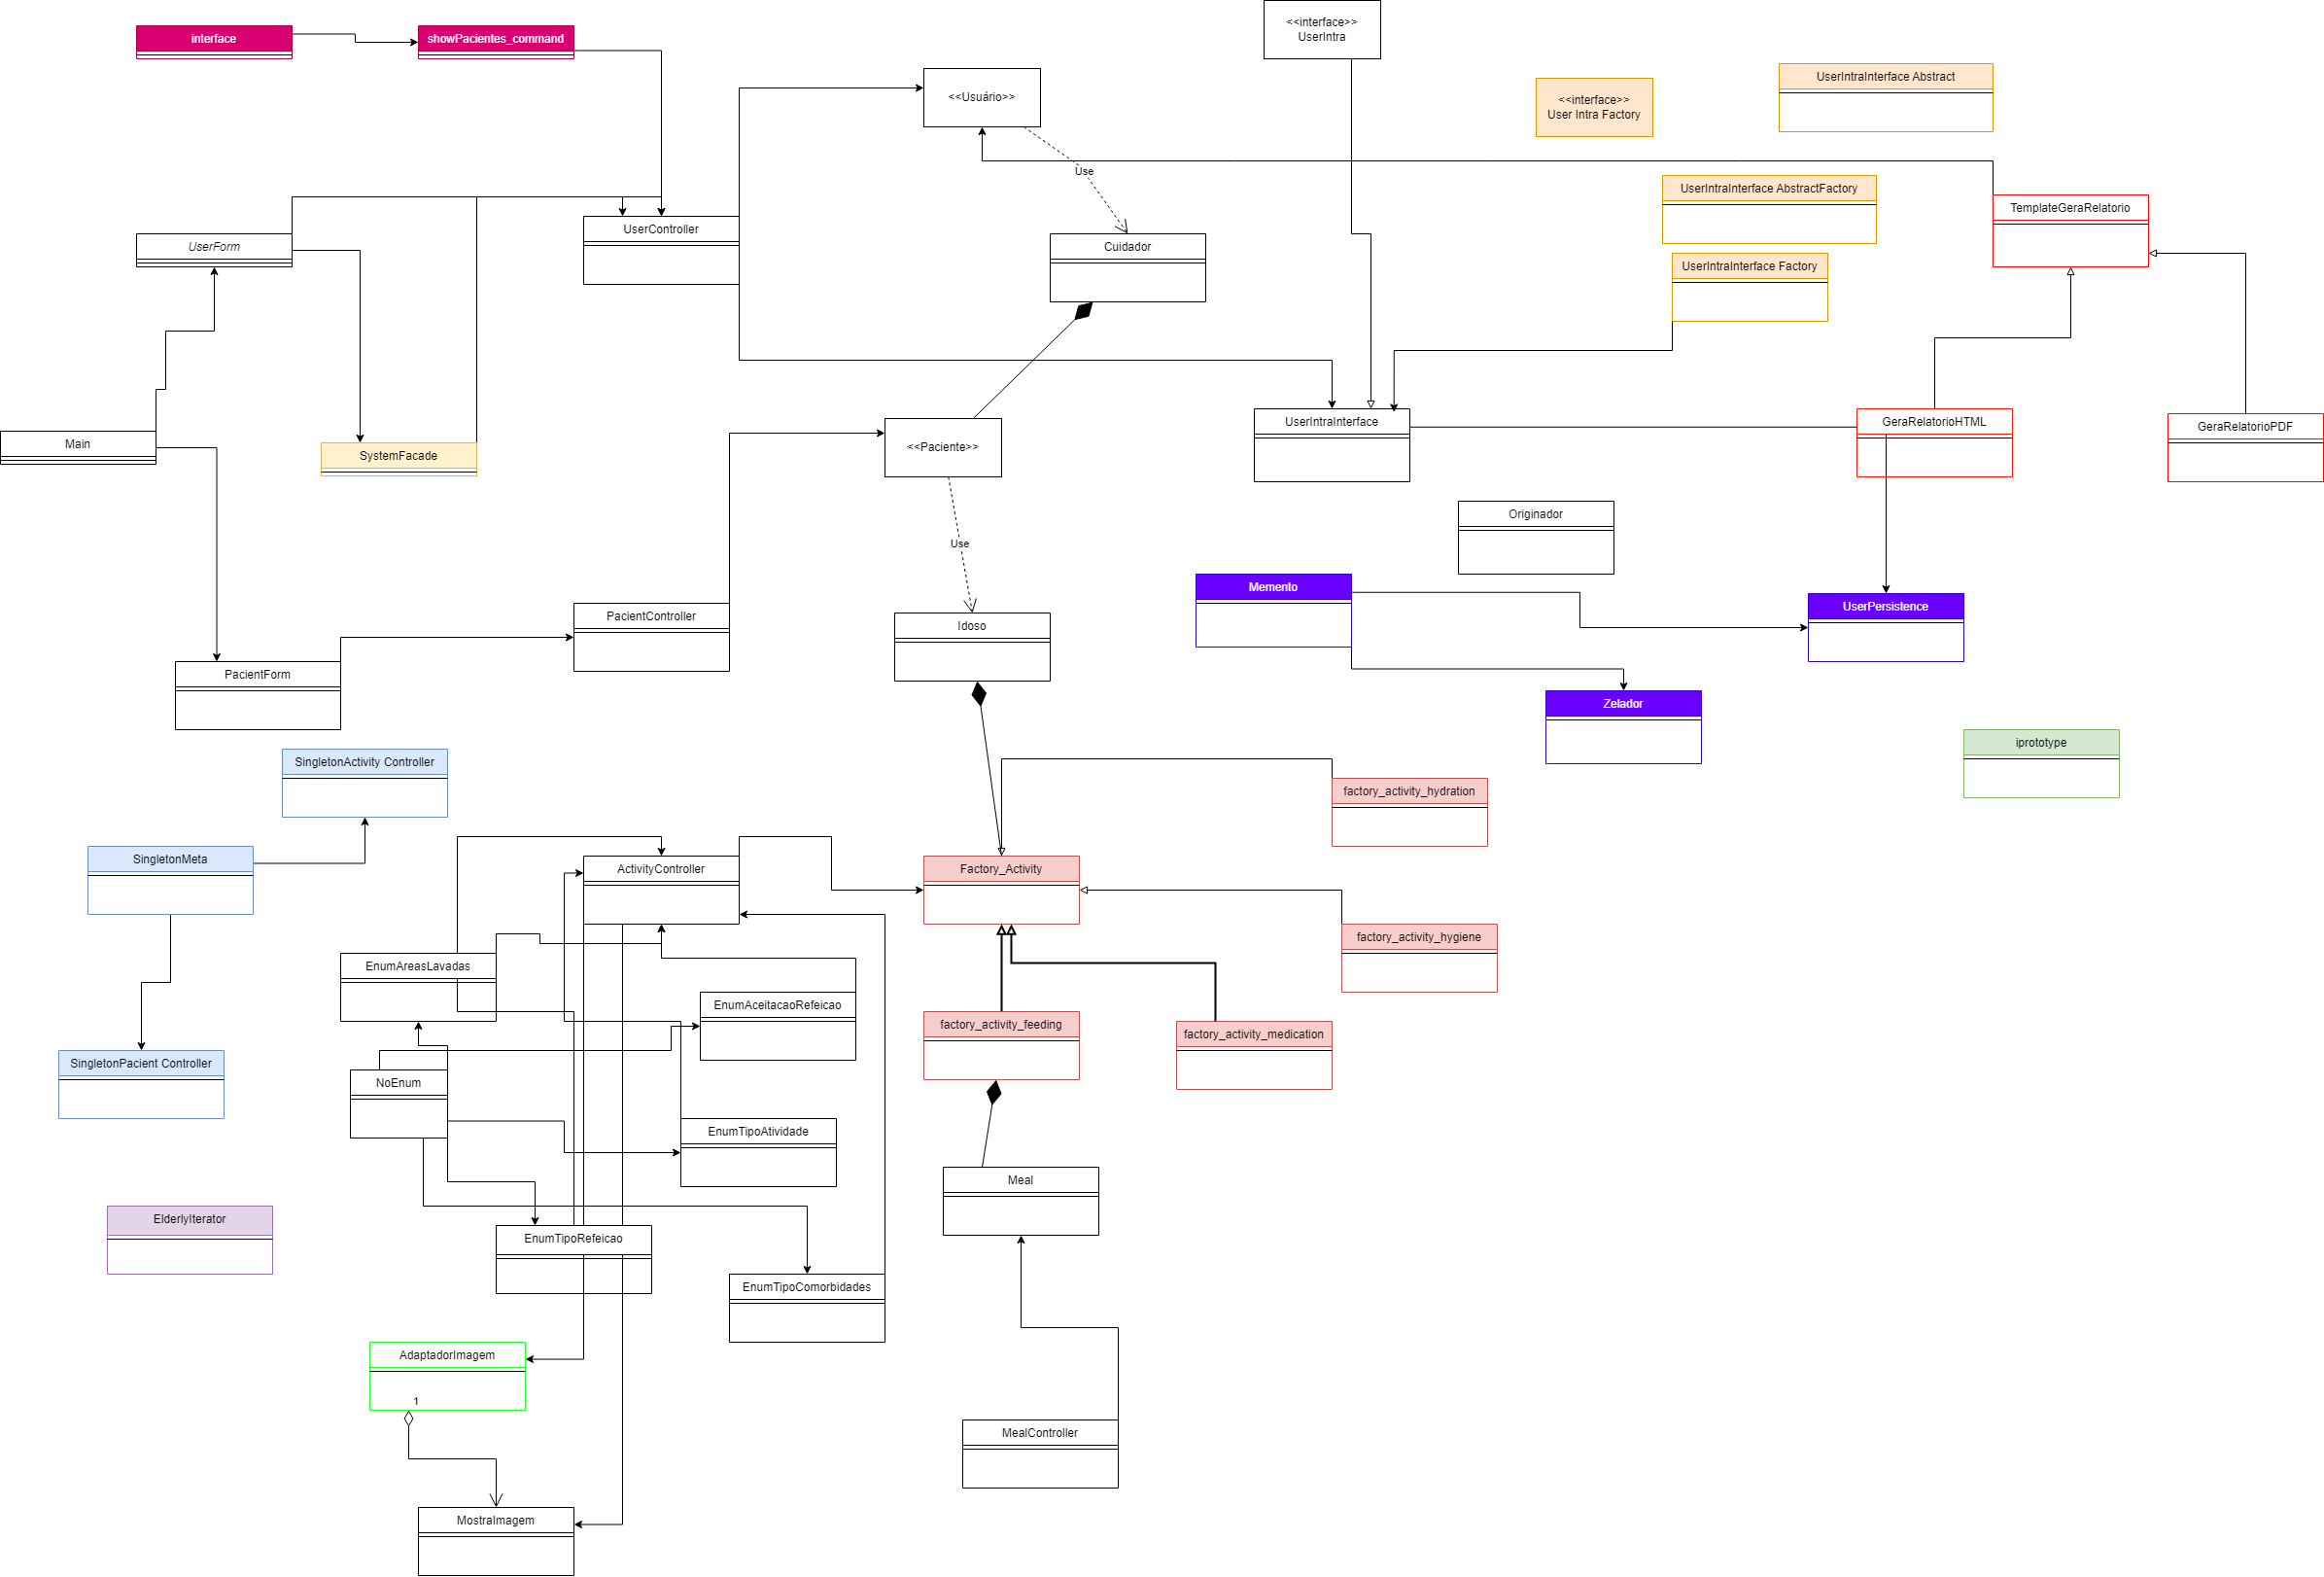 <<interface>>
UserIntra
interface
showPacientes_command
UserIntraInterface Abstract
<<Usuário>>
<<interface>>
User Intra Factory
Use
UserIntraInterface AbstractFactory
TemplateGeraRelatorio
UserController
UserForm
Cuidador
UserIntraInterface Factory
UserIntraInterface
GeraRelatorioHTML
GeraRelatorioPDF
Main
<<Paciente>>
SystemFacade
Originador
Use
Memento
UserPersistence
PacientController
Idoso
PacientForm
Zelador
iprototype
SingletonActivity Controller
factory_activity_hydration
SingletonMeta
ActivityController
Factory_Activity
factory_activity_hygiene
EnumAreasLavadas
EnumAceitacaoRefeicao
factory_activity_feeding
factory_activity_medication
SingletonPacient Controller
NoEnum
EnumTipoAtividade
Meal
ElderlyIterator
EnumTipoRefeicao
EnumTipoComorbidades
AdaptadorImagem
1
MealController
MostraImagem